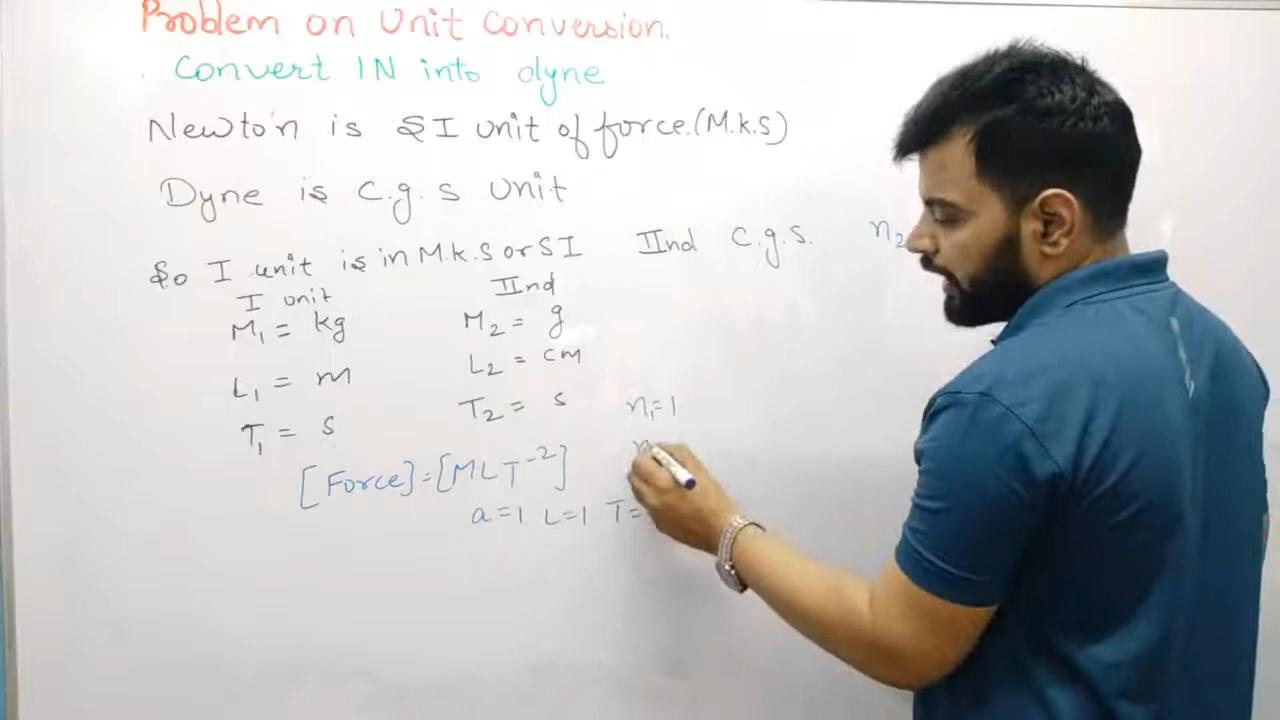 Problem on Unit Conversion.
Convert 1N into dyne
Newton is SI unit of force.(M.k.S)
Dyne is C.g.s Unit
So I unit is in M.k.S or SI IInd C.g.s. n2
I unit IInd
M1 = kg M2 = g
L1 = m L2 = cm
T1 = s T2 = s n1=1
[Force]=[MLT-2] n
a=1 L=1 T=